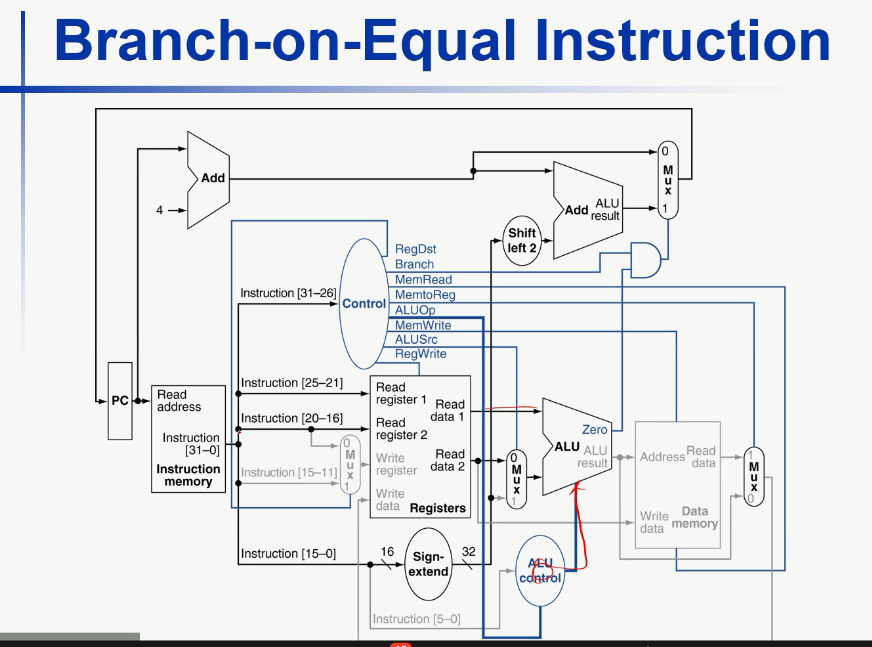 Branch-on-Equal Instruction
Add
4
Shift
left 2
Add
ALU
result
0
Mux
1
RegDst
Branch
MemRead
MemtoReg
ALUOp
MemWrite
ALUSrc
RegWrite
Control
Instruction [31–26]
Instruction [25–21]
Instruction [20–16]
Instruction [15–11]
Instruction [15–0]
Instruction [5–0]
PC
Read
address
Instruction
[31–0]
Instruction
memory
0
Mux
1
Read
register 1
Read
register 2
Write
register
Write
data
Read
data 1
Read
data 2
Registers
0
Mux
1
Zero
ALU
ALU
result
Address
Read
data
Write
data
Data
memory
1
Mux
0
16
Sign-
extend
32
ALU
control